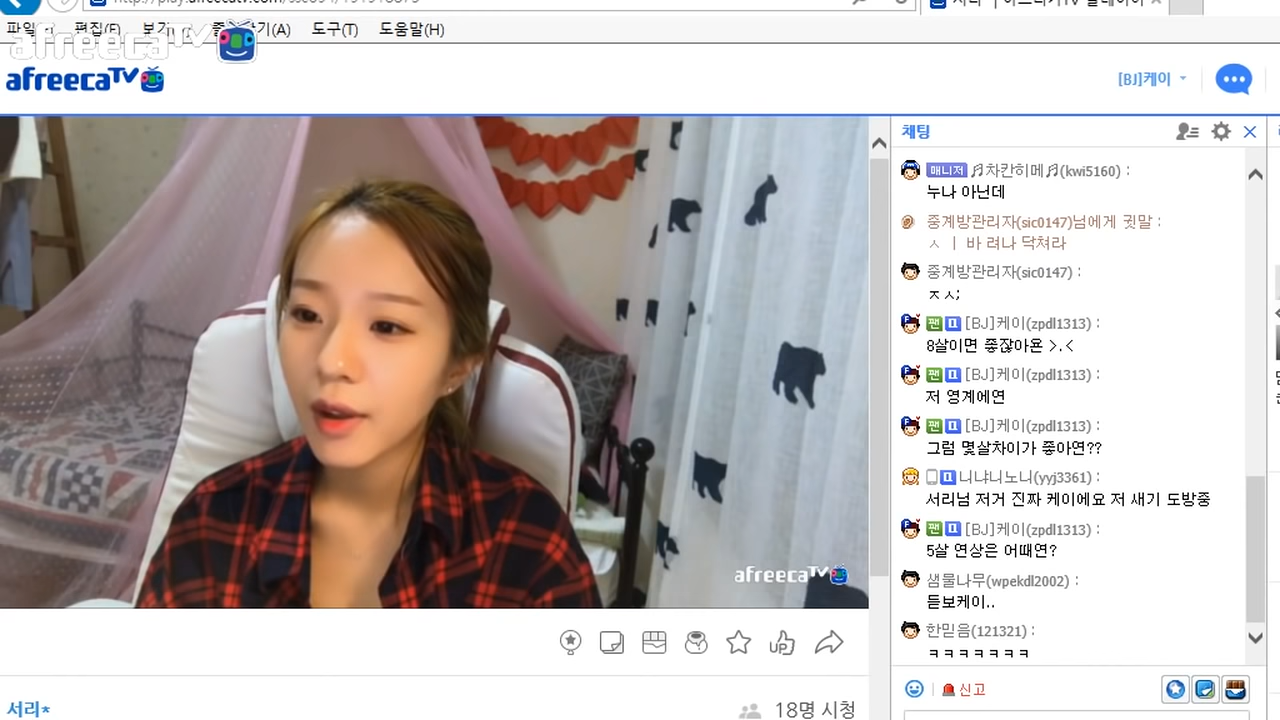 편집(F)
도구(T)
도움말(H)
afreecaTV
afreecaTV
[BJ]케이
채팅
매니저 ♬차칸히메♬(kwi5160) :
누나 아닌데
중계방관리자(sic0147)님에게 귓말 :
ㅅ ㅣ 바 려나 닥쳐라
중계방관리자(sic0147) :
ㅈㅅ;
팬 [BJ]케이(zpdl1313) :
8살이면 좋잖아욘 >.<
팬 [BJ]케이(zpdl1313) :
저 영계에연
팬 [BJ]케이(zpdl1313) :
그럼 몇살차이가 좋아연??
니냐니노니(yyj3361) :
서리님 저거 진짜 케이에요 저 새기 도방중
팬 [BJ]케이(zpdl1313) :
5살 연상은 어때연?
샘물나무(wpekdl2002) :
듣보케이..
한믿음(121321) :
ㅋㅋㅋㅋㅋㅋㅋ
afreecaTV
UP
신고
서리*
18명 시청